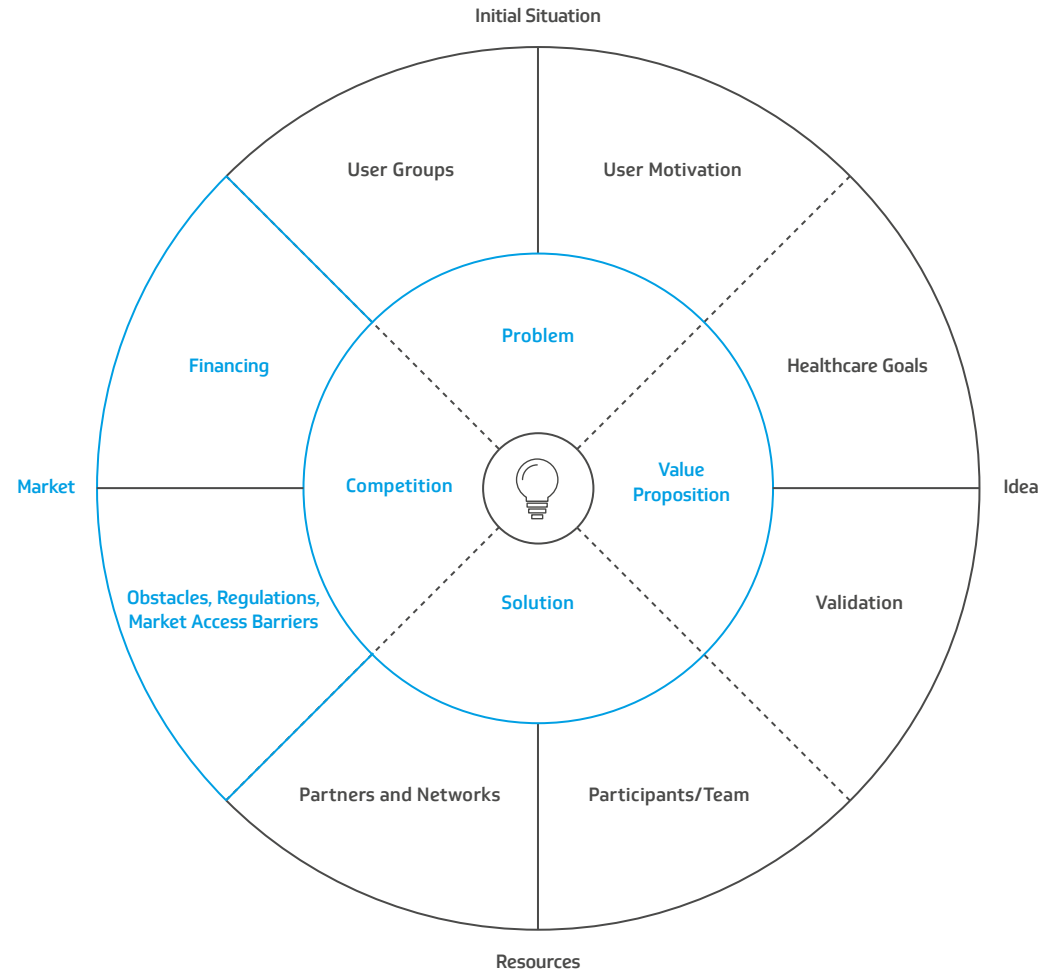 Initial Situation
User Groups
User Motivation
Problem
Financing
Healthcare Goals
Market
Competition
Value
Proposition
Idea
Obstacles, Regulations,
Market Access Barriers
Solution
Validation
Partners and Networks
Participants/Team
Resources